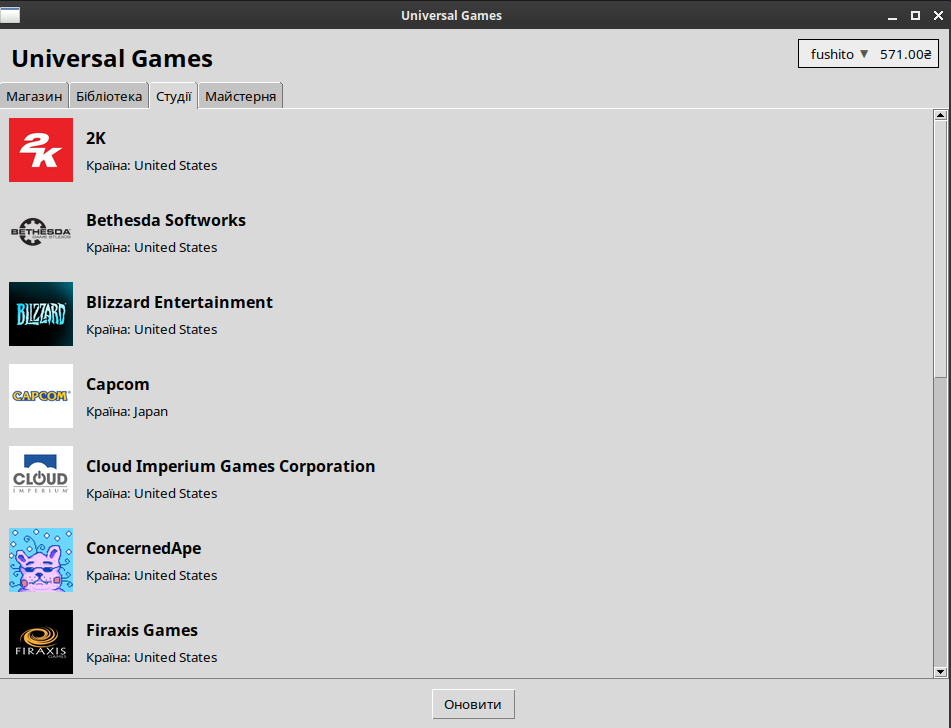 Universal Games
Universal Games
fushito ▼ 571.00₴
Магазин Бібліотека Студії Майстерня
2K
2K
Країна: United States
BETHESDA
GAME STUDIOS
Bethesda Softworks
Країна: United States
BLIZZARD
Blizzard Entertainment
Країна: United States
CAPCOM
Capcom
Країна: Japan
CLOUD
IMPERIUM
Cloud Imperium Games Corporation
Країна: United States
ConcernedApe
Країна: United States
FIRAXIS
GAMES
Firaxis Games
Країна: United States
Оновити